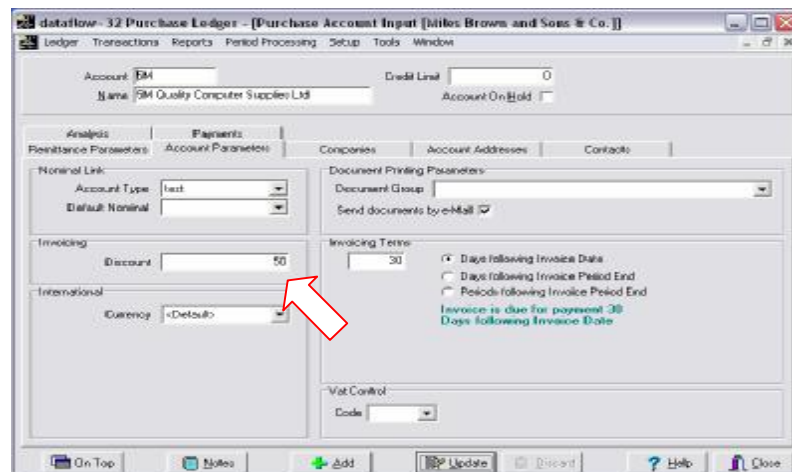 dataflow- 32 Purchase Ledger - [Purchase Account Input [Miles Brown and Sons & Co.]]
Ledger Transactions Reports Period Processing Setup Tools Window
Account 5M Credit Limit 0
Name 5M Quality Computer Supplies Ltd Account On Hold
Analysis Payments
Remittance Parameters Account Parameters Companies Account Addresses Contacts
Nominal Link Document Printing Parameters
Account Type test Document Group
Default Nominal Send documents by e-Mail
Invoicing Invoicing Terms
Discount 50 30 Days following Invoice Date
Days following Invoice Period End
International Periods following Invoice Period End
Currency <Default> Invoice is due for payment 30
Days following Invoice Date
Vat Control
Code
On Top Notes Add Update Discard Help Close